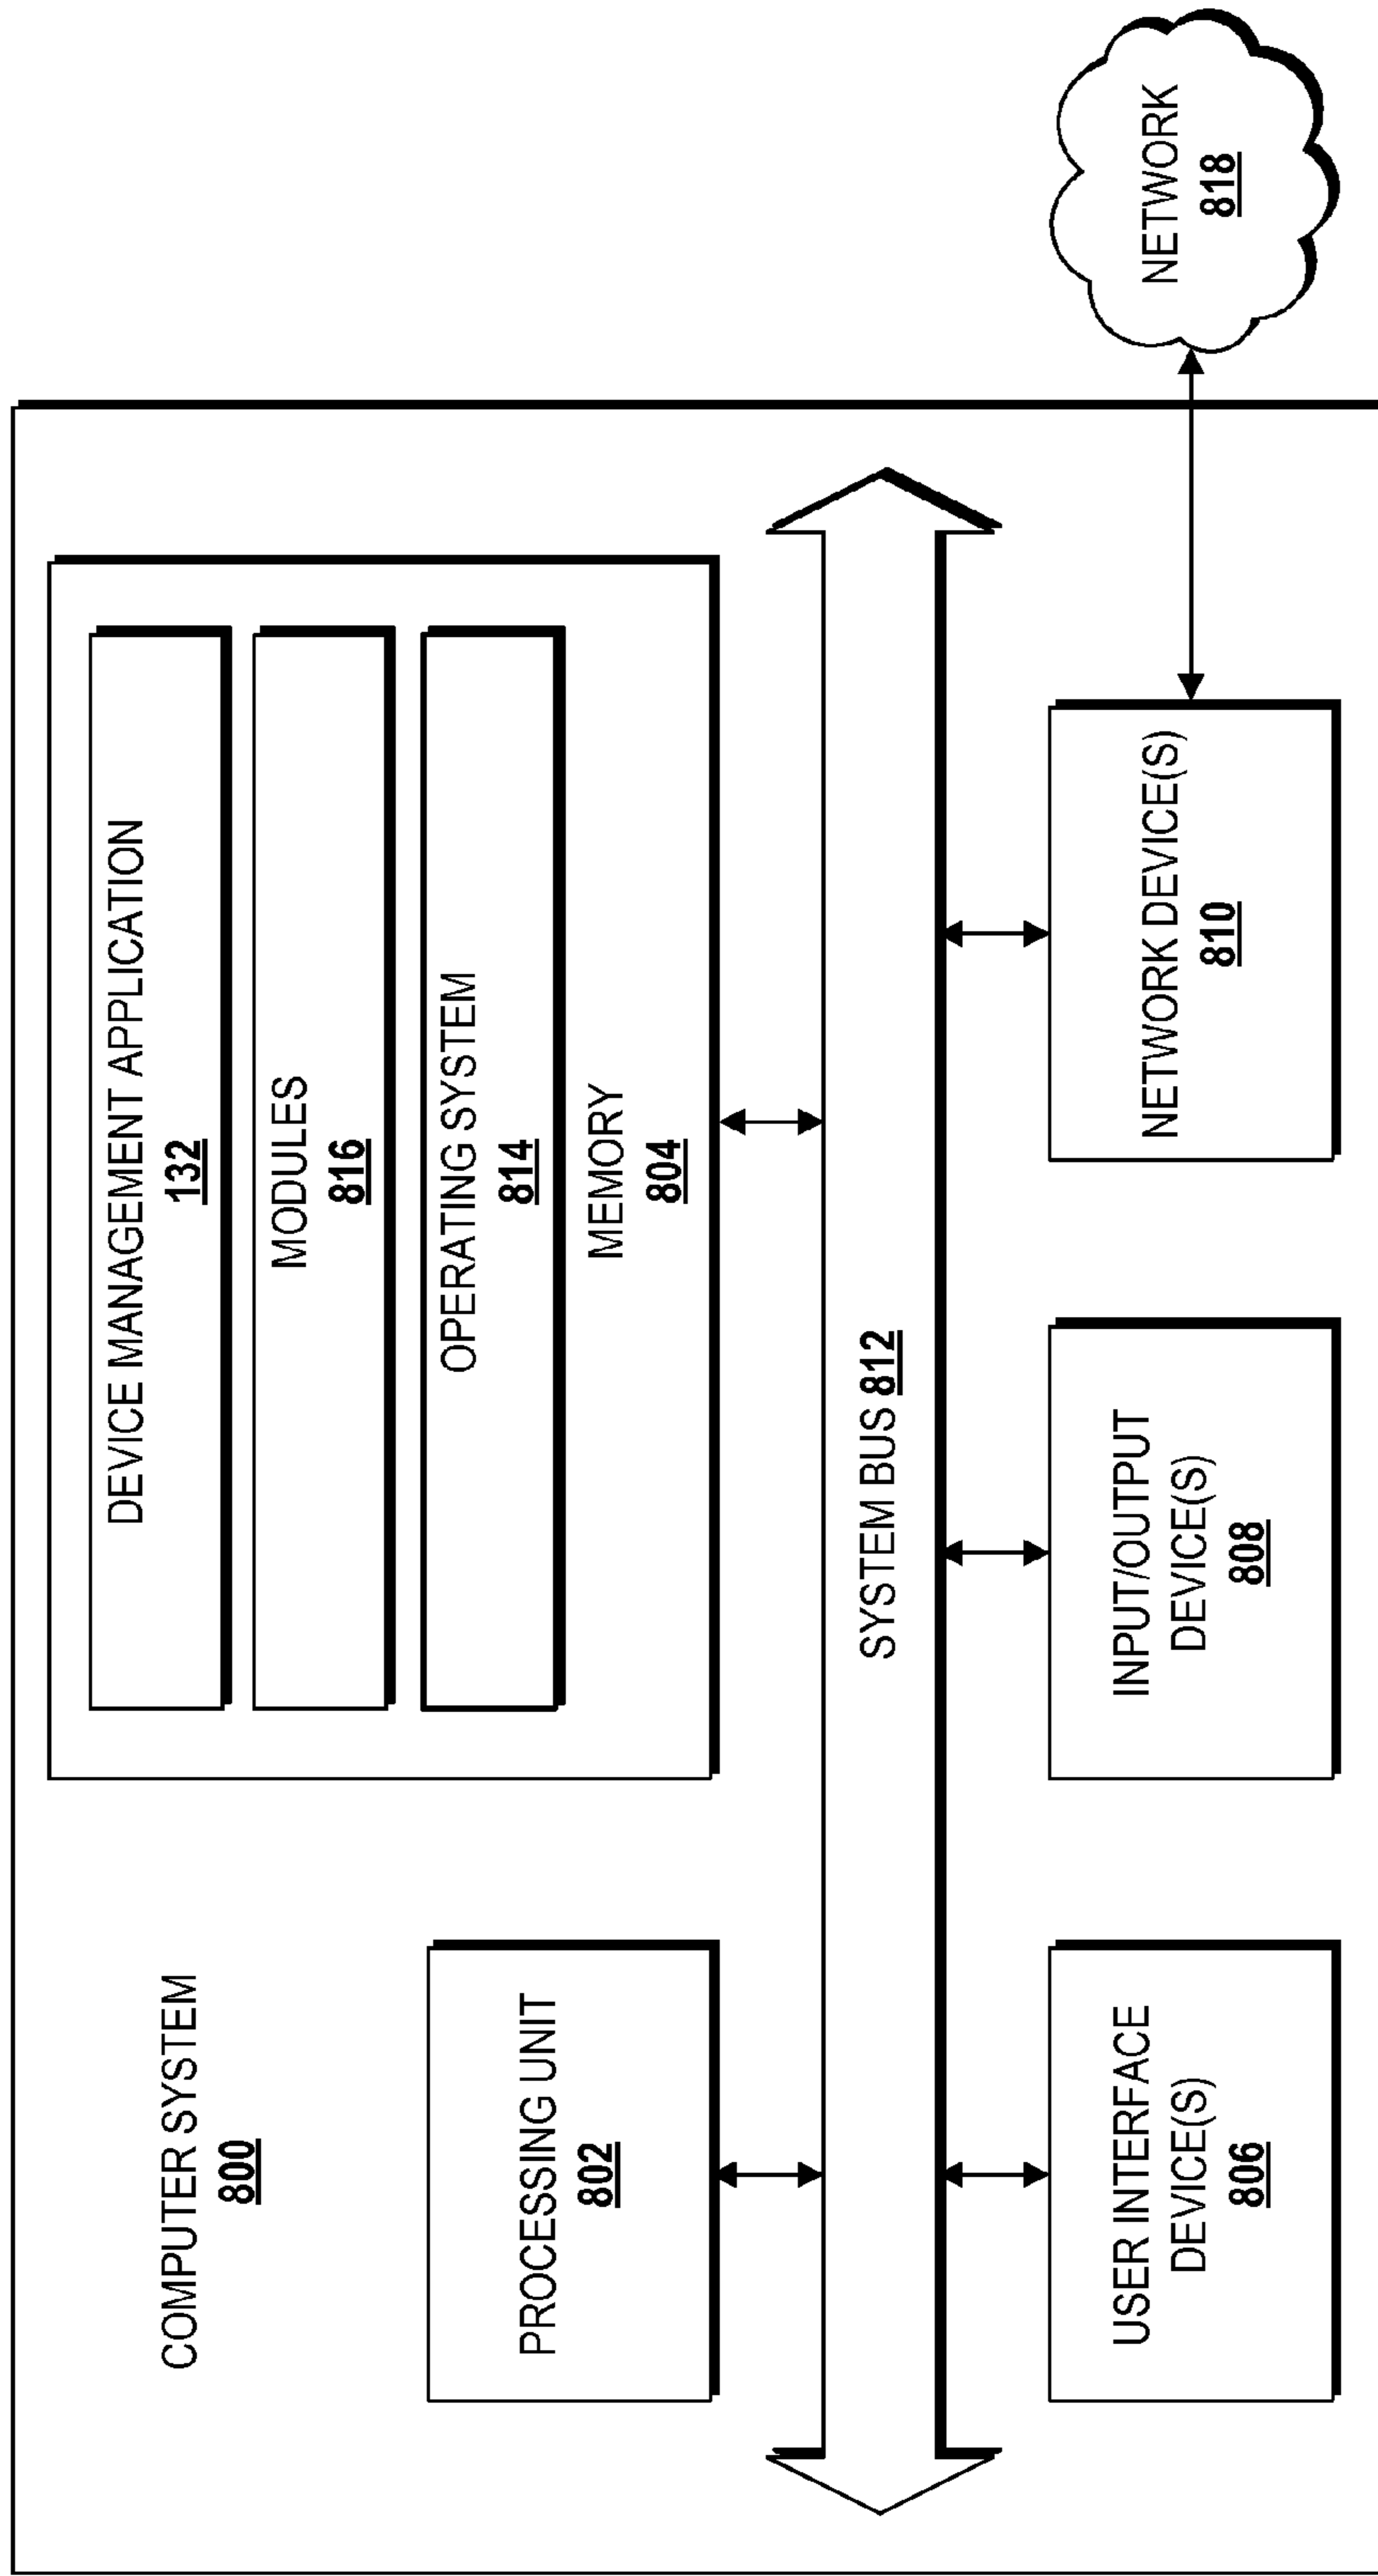 COMPUTER SYSTEM
800
DEVICE MANAGEMENT APPLICATION
132
MODULES
816
OPERATING SYSTEM
814
MEMORY
804
PROCESSING UNIT
802
SYSTEM BUS 812
USER INTERFACE
DEVICE(S)
806
INPUT/OUTPUT
DEVICE(S)
808
NETWORK DEVICE(S)
810
NETWORK
818